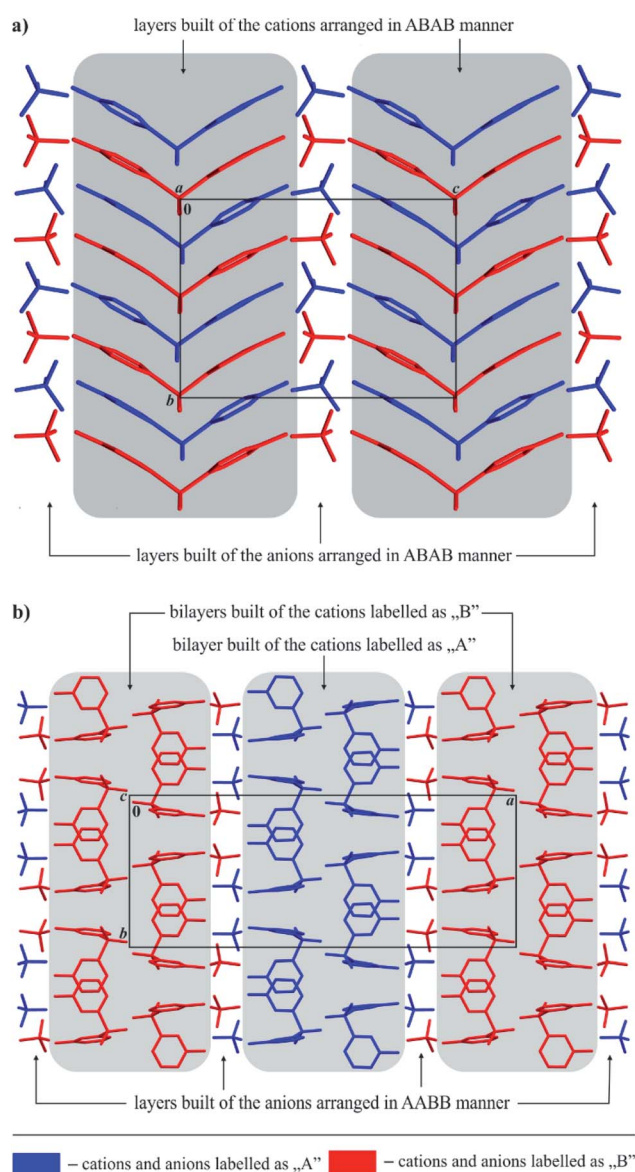 a)
layers built of the cations arranged in ABAB manner
a
c
0
b
layers built of the anions arranged in ABAB manner
b)
bilayers built of the cations labelled as „B”
bilayer built of the cations labelled as „A”
c
a
0
b
layers built of the anions arranged in AABB manner
– cations and anions labelled as „A” – cations and anions labelled as „B”